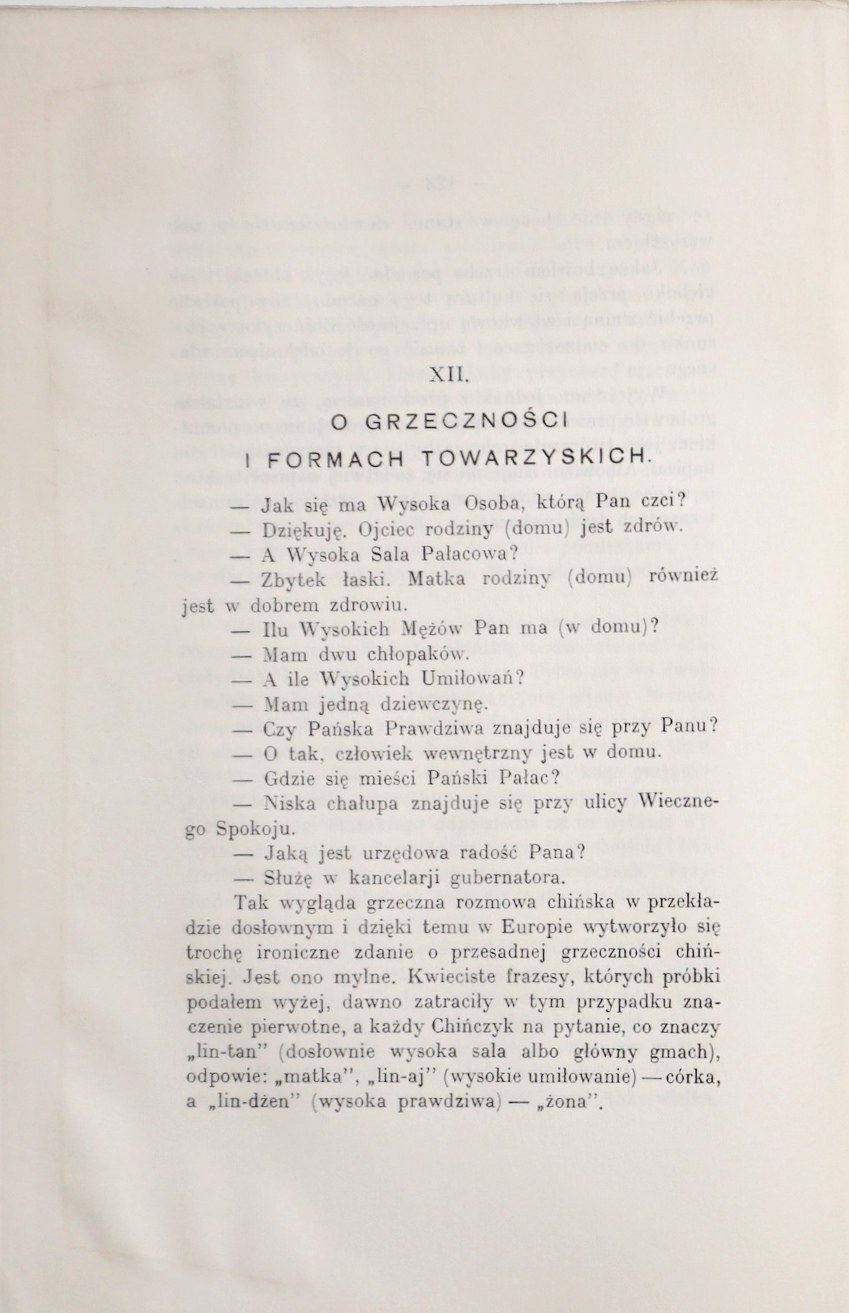 XII.
O GRZECZNOŚCI
I FORMACH TOWARZYSKICH.
— Jak się ma Wysoka Osoba, którą Pan czci?
— Dziękuję. Ojciec rodziny (domu) jest zdrów.
— A Wysoka Sala Pałacowa?
— Zbytek łaski. Matka rodziny (domu) również
jest w dobrem zdrowiu.
— Ilu Wysokich Mężów Pan ma (w domu)?
— Mam dwu chłopaków.
— A ile Wysokich Umiłowań?
— Mam jedną dziewczynę.
— Czy Pańska Prawdziwa znajduje się przy Panu?
— O tak, człowiek wewnętrzny jest w domu.
— Gdzie się mieści Pański Pałac?
— Niska chałupa znajduje się przy ulicy Wieczne-
go Spokoju.
— Jaką jest urzędowa radość Pana?
— Służę w kancelarji gubernatora.
Tak wygląda grzeczna rozmowa chińska w przekła-
dzie dosłownym i dzięki temu w Europie wytworzyło się
trochę ironiczne zdanie o przesadnej grzeczności chiń-
skiej. Jest ono mylne. Kwieciste frazesy, których próbki
podałem wyżej, dawno zatraciły w tym przypadku zna-
czenie pierwotne, a każdy Chińczyk na pytanie, co znaczy
„lin-tan” (dosłownie wysoka sala albo główny gmach),
odpowie: „matka”, „lin-aj” (wysokie umiłowanie) — córka,
a „lin-dżen” (wysoka prawdziwa) — „żona”.